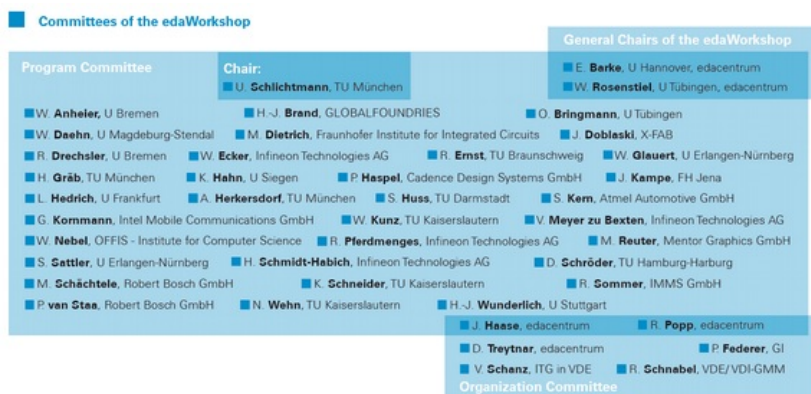 Committees of the edaWorkshop
General Chairs of the edaWorkshop
Program Committee
Chair:
E. Barke, U Hannover, edacentrum
U. Schlichtmann, TU München
W. Rosenstiel, U Tübingen, edacentrum
W. Anheier, U Bremen H.-J. Brand, GLOBALFOUNDRIES O. Bringmann, U Tübingen
W. Daehn, U Magdeburg-Stendal M. Dietrich, Fraunhofer Institute for Integrated Circuits J. Doblaski, X-FAB
R. Drechsler, U Bremen W. Ecker, Infineon Technologies AG R. Ernst, TU Braunschweig W. Glauert, U Erlangen-Nürnberg
H. Gräb, TU München K. Hahn, U Siegen P. Haspel, Cadence Design Systems GmbH J. Kampe, FH Jena
L. Hedrich, U Frankfurt A. Herkersdorf, TU München S. Huss, TU Darmstadt S. Kern, Atmel Automotive GmbH
G. Kornmann, Intel Mobile Communications GmbH W. Kunz, TU Kaiserslautern V. Meyer zu Bexten, Infineon Technologies AG
W. Nebel, OFFIS - Institute for Computer Science R. Pferdmenges, Infineon Technologies AG M. Reuter, Mentor Graphics GmbH
S. Sattler, U Erlangen-Nürnberg H. Schmidt-Habich, Infineon Technologies AG D. Schröder, TU Hamburg-Harburg
M. Schächtele, Robert Bosch GmbH K. Schneider, TU Kaiserslautern R. Sommer, IMMS GmbH
P. van Staa, Robert Bosch GmbH N. Wehn, TU Kaiserslautern H.-J. Wunderlich, U Stuttgart
J. Haase, edacentrum R. Popp, edacentrum
D. Treytnar, edacentrum P. Federer, GI
V. Schanz, ITG in VDE R. Schnabel, VDE/VDI-GMM
Organization Committee